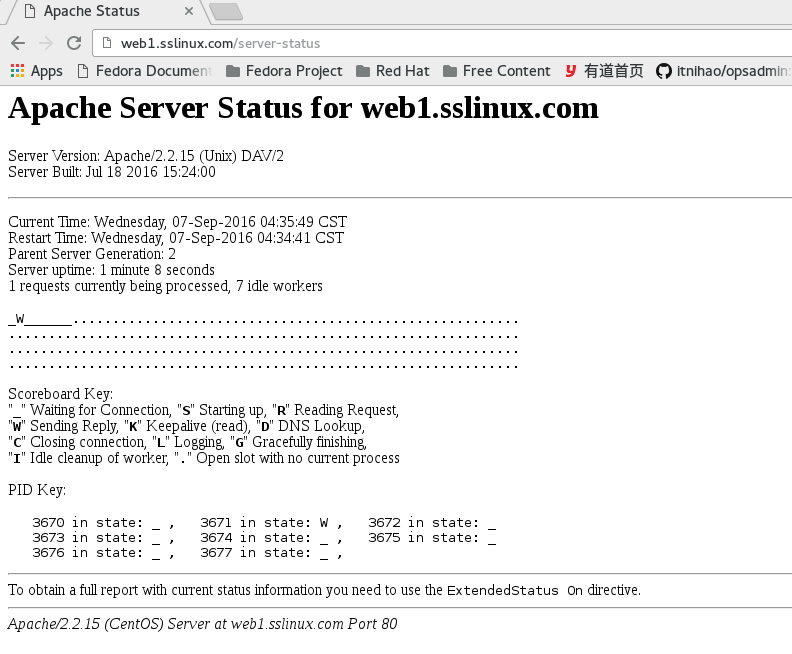 Apache Status
web1.sslinux.com/server-status
Apps Fedora Document Fedora Project Red Hat Free Content 有道首页 itnihao/opsadmin:
Apache Server Status for web1.sslinux.com
Server Version: Apache/2.2.15 (Unix) DAV/2
Server Built: Jul 18 2016 15:24:00
Current Time: Wednesday, 07-Sep-2016 04:35:49 CST
Restart Time: Wednesday, 07-Sep-2016 04:34:41 CST
Parent Server Generation: 2
Server uptime: 1 minute 8 seconds
1 requests currently being processed, 7 idle workers
_W______........................................................
................................................................
................................................................
................................................................
Scoreboard Key:
"_" Waiting for Connection, "S" Starting up, "R" Reading Request,
"W" Sending Reply, "K" Keepalive (read), "D" DNS Lookup,
"C" Closing connection, "L" Logging, "G" Gracefully finishing,
"I" Idle cleanup of worker, "." Open slot with no current process
PID Key:
3670 in state: _ , 3671 in state: W , 3672 in state: _
3673 in state: _ , 3674 in state: _ , 3675 in state: _
3676 in state: _ , 3677 in state: _ ,
To obtain a full report with current status information you need to use the ExtendedStatus On directive.
Apache/2.2.15 (CentOS) Server at web1.sslinux.com Port 80